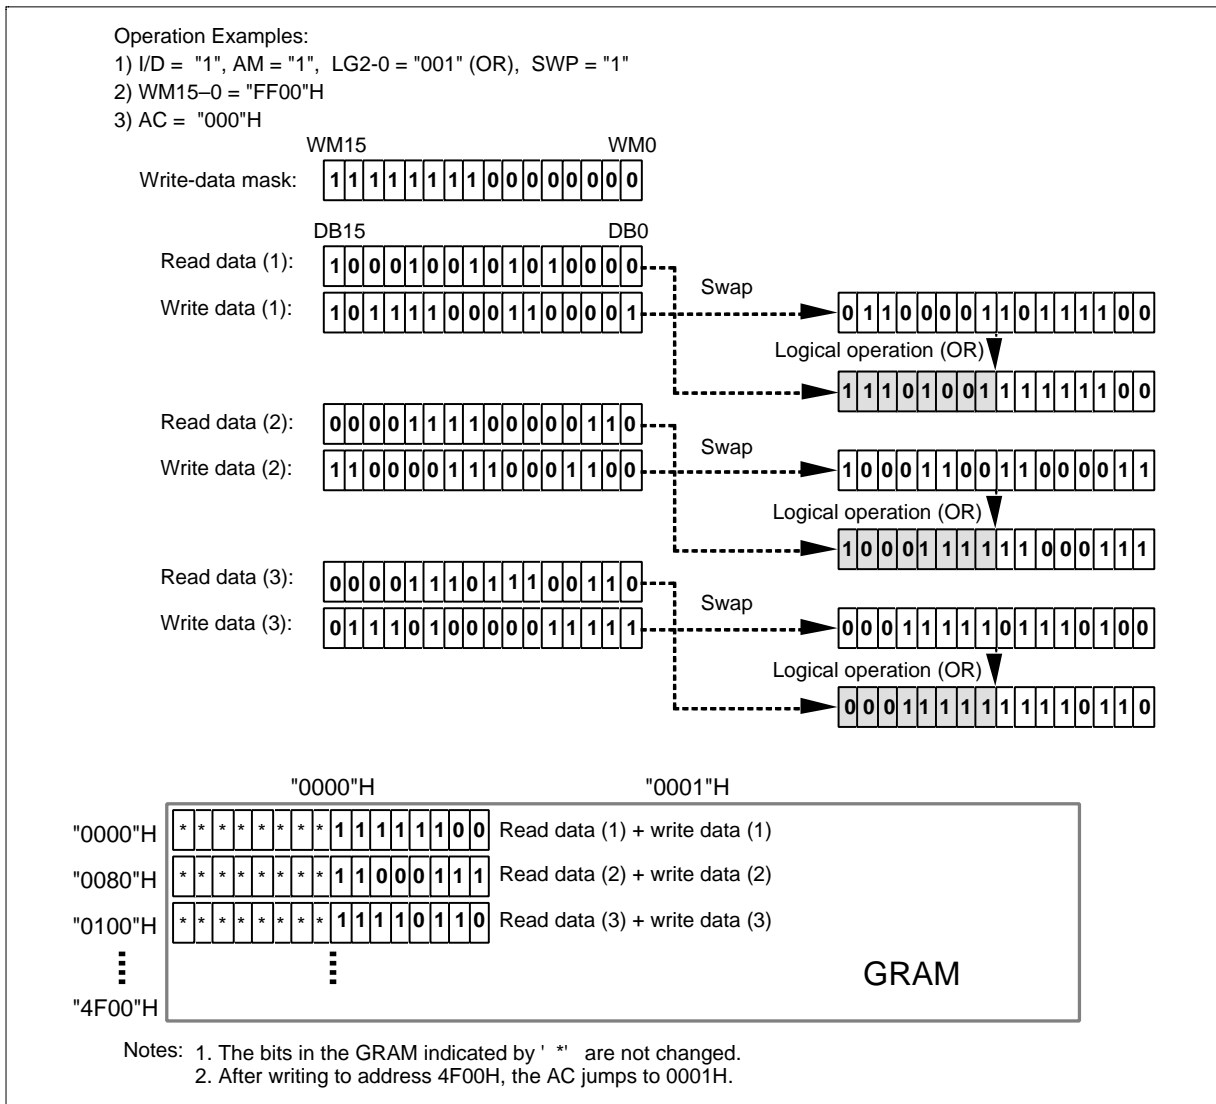 Operation Examples:
1) I/D = "1", AM = "1", LG2-0 = "001" (OR), SWP = "1"
2) WM15–0 = "FF00"H
3) AC = "000"H
WM15 WM0
Write-data mask: 1 1 1 1 1 1 1 1 0 0 0 0 0 0 0 0
DB15 DB0
Read data (1): 1 0 0 0 1 0 0 1 0 1 0 1 0 0 0 0
Swap
Write data (1): 1 0 1 1 1 1 0 0 0 1 1 0 0 0 0 1 0 1 1 0 0 0 0 1 1 0 1 1 1 1 0 0
Logical operation (OR)
1 1 1 0 1 0 0 1 1 1 1 1 1 1 0 0
Read data (2): 0 0 0 0 1 1 1 1 0 0 0 0 0 1 1 0
Swap
Write data (2): 1 1 0 0 0 0 1 1 1 0 0 0 1 1 0 0 1 0 0 0 1 1 0 0 1 1 0 0 0 0 1 1
Logical operation (OR)
1 0 0 0 1 1 1 1 1 1 0 0 0 1 1 1
Read data (3): 0 0 0 0 1 1 1 0 1 1 1 0 0 1 1 0
Swap
Write data (3): 0 1 1 1 0 1 0 0 0 0 0 1 1 1 1 1 0 0 0 1 1 1 1 1 0 1 1 1 0 1 0 0
Logical operation (OR)
0 0 0 1 1 1 1 1 1 1 1 1 0 1 1 0
"0000"H "0001"H
"0000"H * * * * * * * * 1 1 1 1 1 1 0 0 Read data (1) + write data (1)
"0080"H * * * * * * * * 1 1 0 0 0 1 1 1 Read data (2) + write data (2)
"0100"H * * * * * * * * 1 1 1 1 0 1 1 0 Read data (3) + write data (3)
GRAM
"4F00"H
Notes: 1. The bits in the GRAM indicated by ' *' are not changed.
2. After writing to address 4F00H, the AC jumps to 0001H.